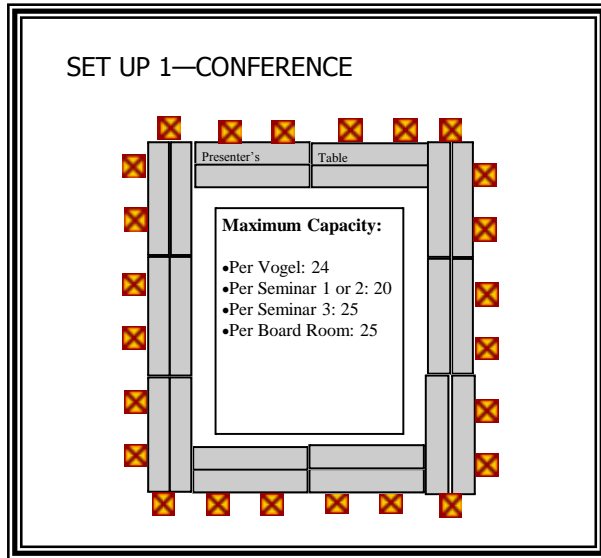 SET UP 1—CONFERENCE
Presenter's Table
Maximum Capacity:
•Per Vogel: 24
•Per Seminar 1 or 2: 20
•Per Seminar 3: 25
•Per Board Room: 25